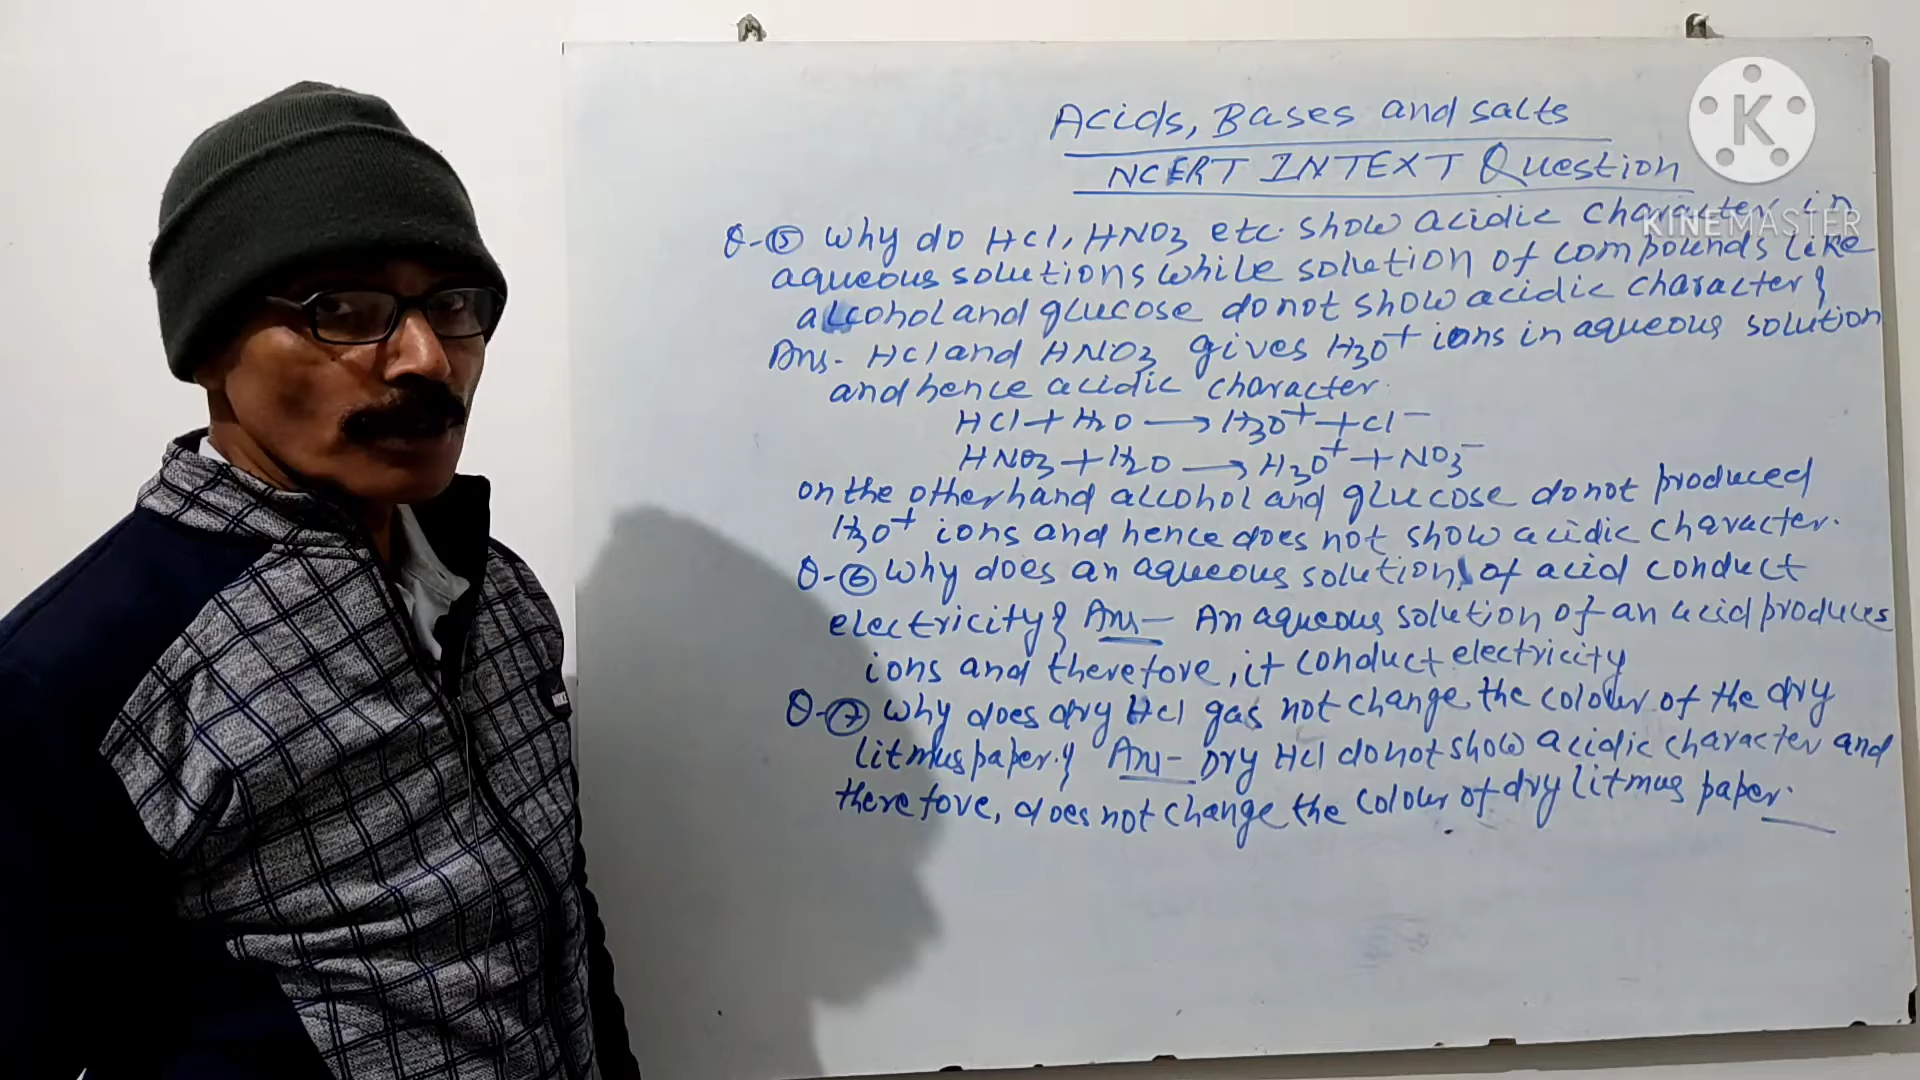 Acids, Bases and salts
NCERT INTEXT Question
K
KINEMASTER
Q-⑤ Why do HCl, HNO3 etc. show acidic character in
aqueous solutions while solution of compounds like
alcohol and glucose do not show acidic character?
Ans- HCl and HNO3 gives H3O+ ions in aqueous solution
and hence acidic character.
HCl + H2O → H3O+ + Cl-
HNO3 + H2O → H3O+ + NO3-
on the other hand alcohol and glucose do not produced
H3O+ ions and hence does not show acidic character.
Q-⑥ Why does an aqueous solution, of acid conduct
electricity? Ans- An aqueous solution of an acid produces
ions and therefore, it conduct electricity
Q-⑦ Why does dry HCl gas not change the colour of the dry
litmus paper.? Ans- Dry HCl do not show acidic character and
therefore, does not change the colour of dry litmus paper.